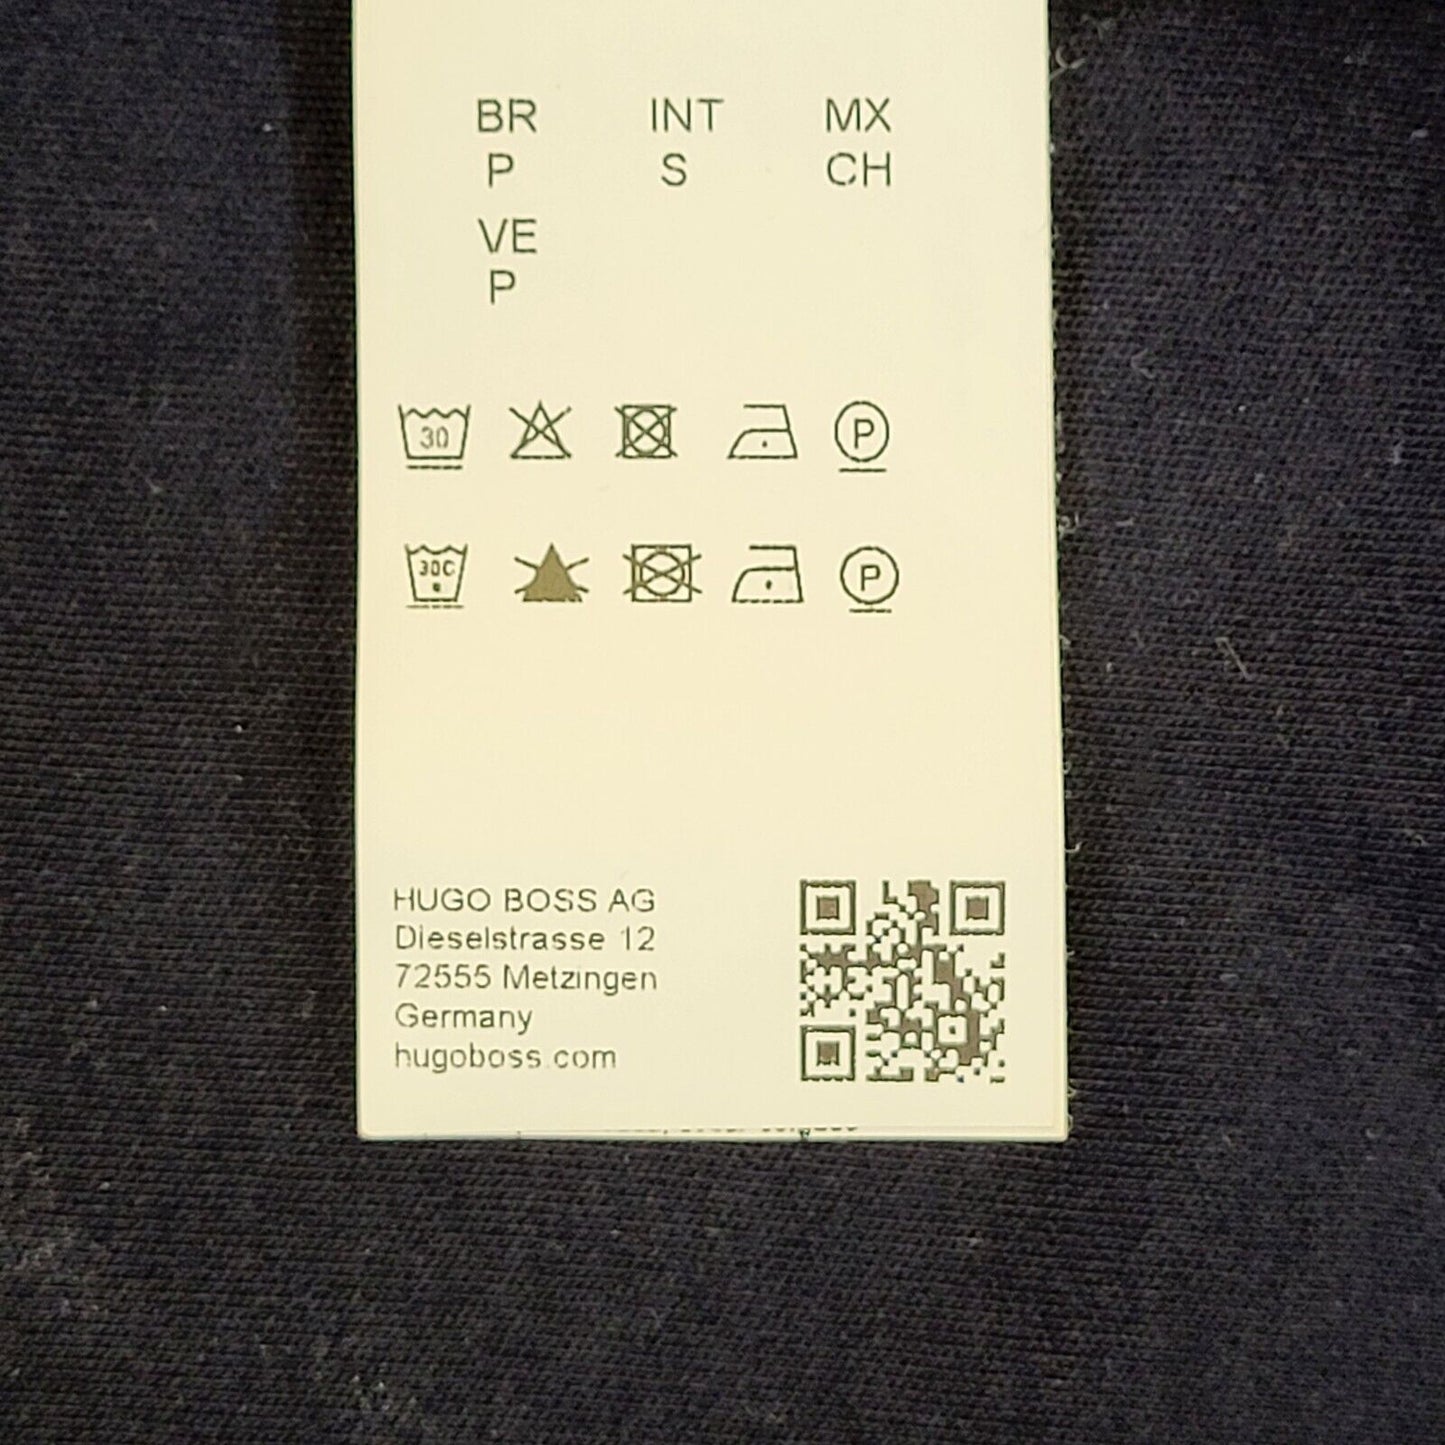 BR INT MX
P S CH
VE
P
30 P
30C P
HUGO BOSS AG
Dieselstrasse 12
72555 Metzingen
Germany
hugoboss.com